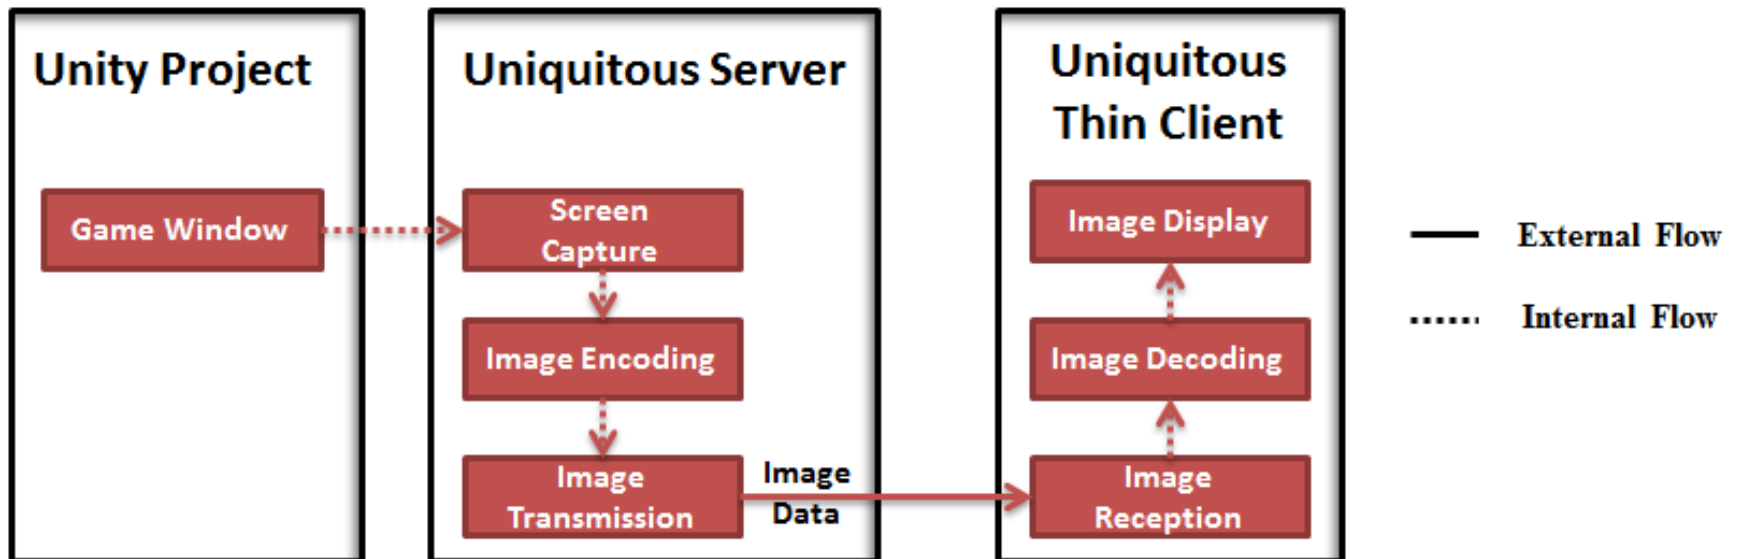 Unity Project
Game Window
Uniquitous Server
Screen
Capture
Image Encoding
Image
Transmission
Image
Data
Uniquitous
Thin Client
Image Display
Image Decoding
Image
Reception
External Flow
Internal Flow